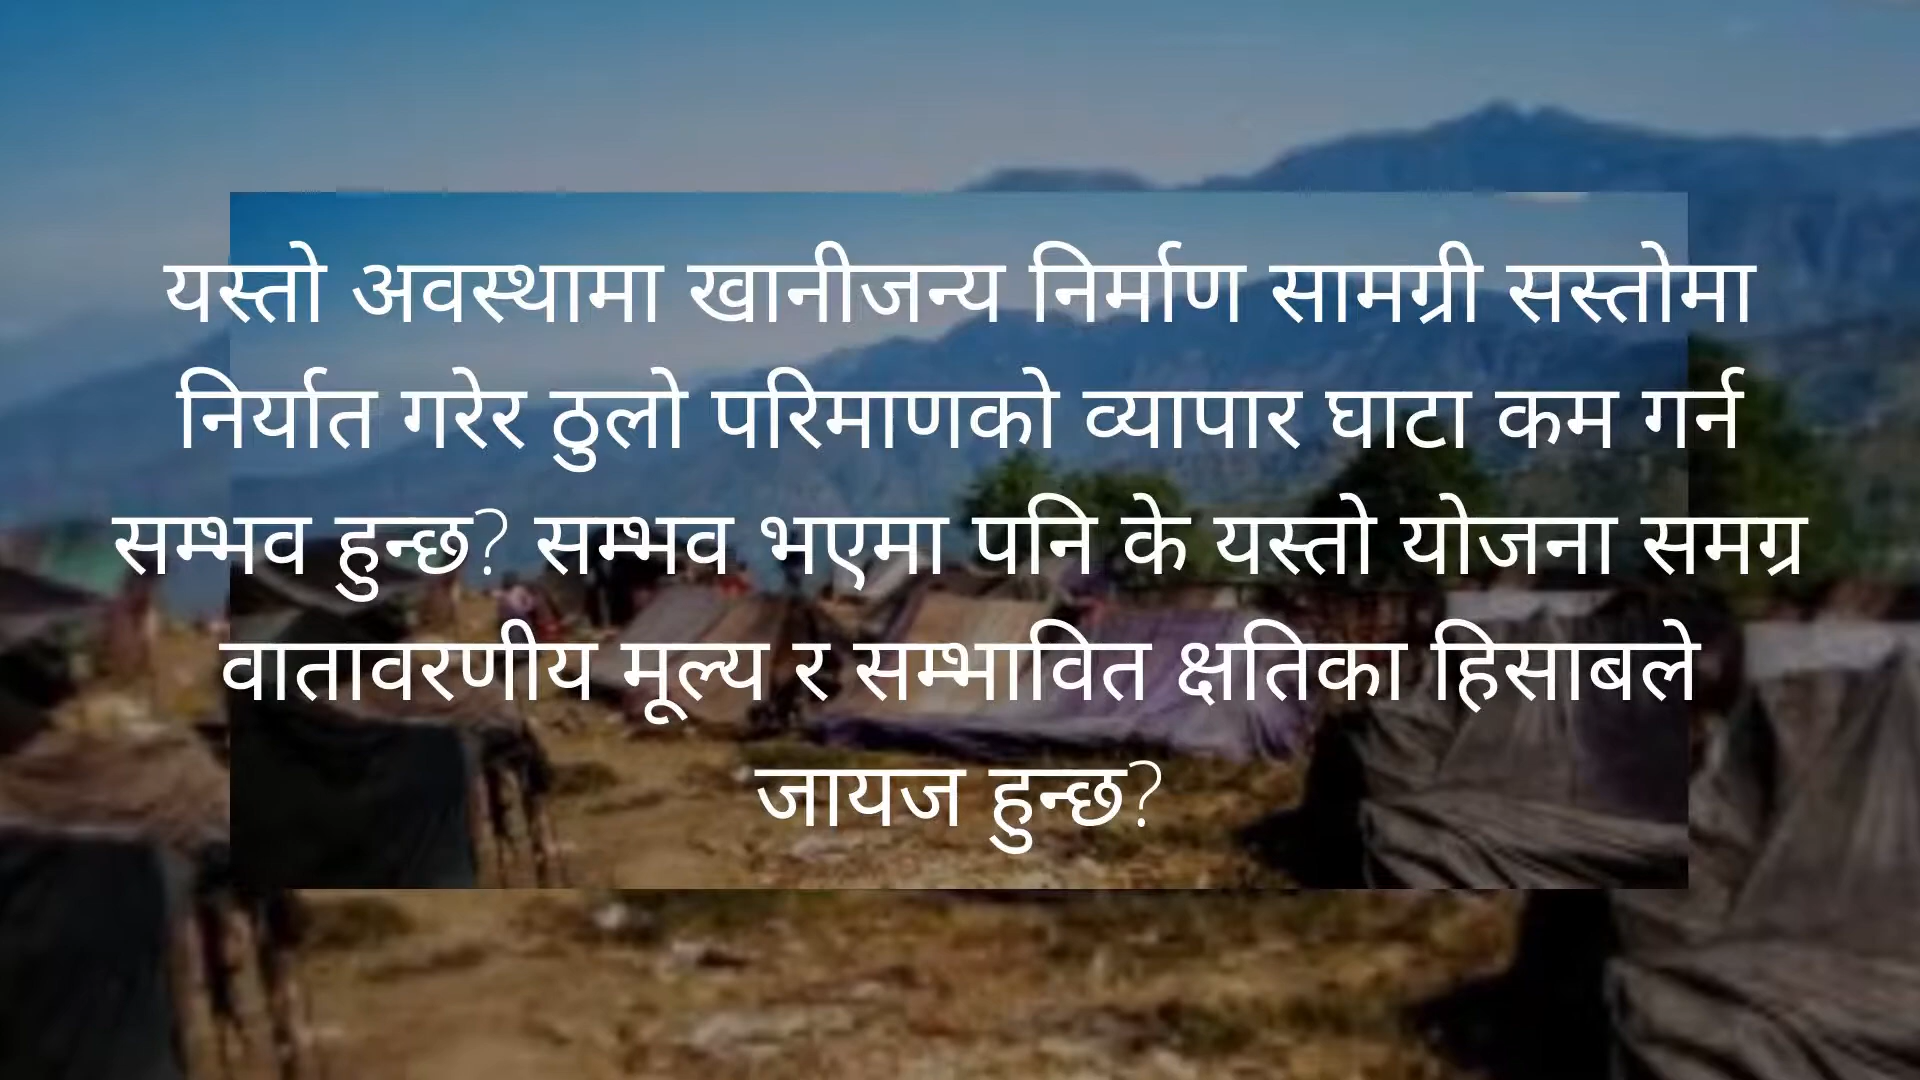 यस्तो अवस्थामा खानीजन्य निर्माण सामग्री सस्तोमा
निर्यात गरेर ठुलो परिमाणको व्यापार घाटा कम गर्न
सम्भव हुन्छ? सम्भव भएमा पनि के यस्तो योजना समग्र
वातावरणीय मूल्य र सम्भावित क्षतिका हिसाबले
जायज हुन्छ?